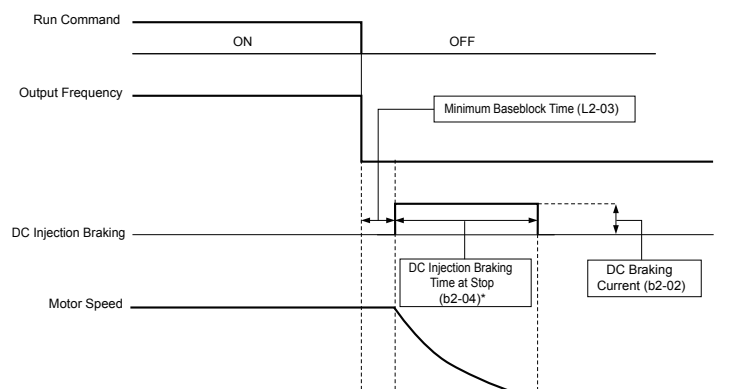 Run Command
ON
OFF
Output Frequency
Minimum Baseblock Time (L2-03)
DC Injection Braking
DC Injection Braking
Time at Stop
(b2-04)*
DC Braking
Current (b2-02)
Motor Speed